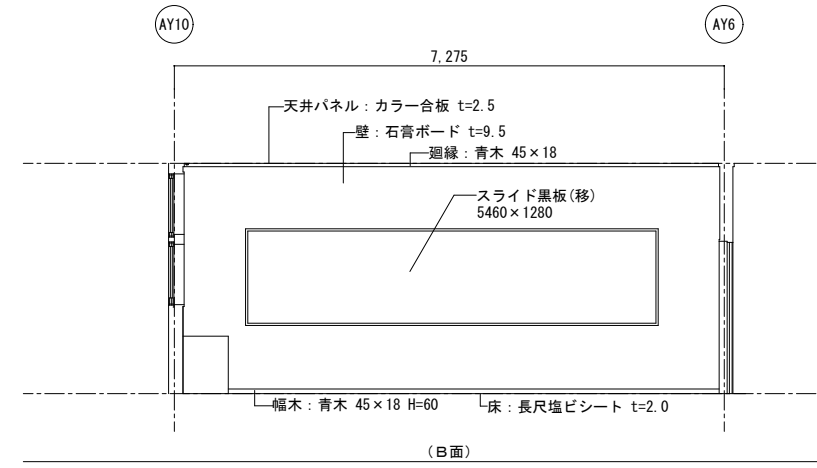 AY10
AY6
7,275
天井パネル：カラー合板 t=2.5
壁：石膏ボード t=9.5
廻縁：青木 45×18
スライド黒板(移)
5460×1280
幅木：青木 45×18 H=60
床：長尺塩ビシート t=2.0
（Ｂ面）